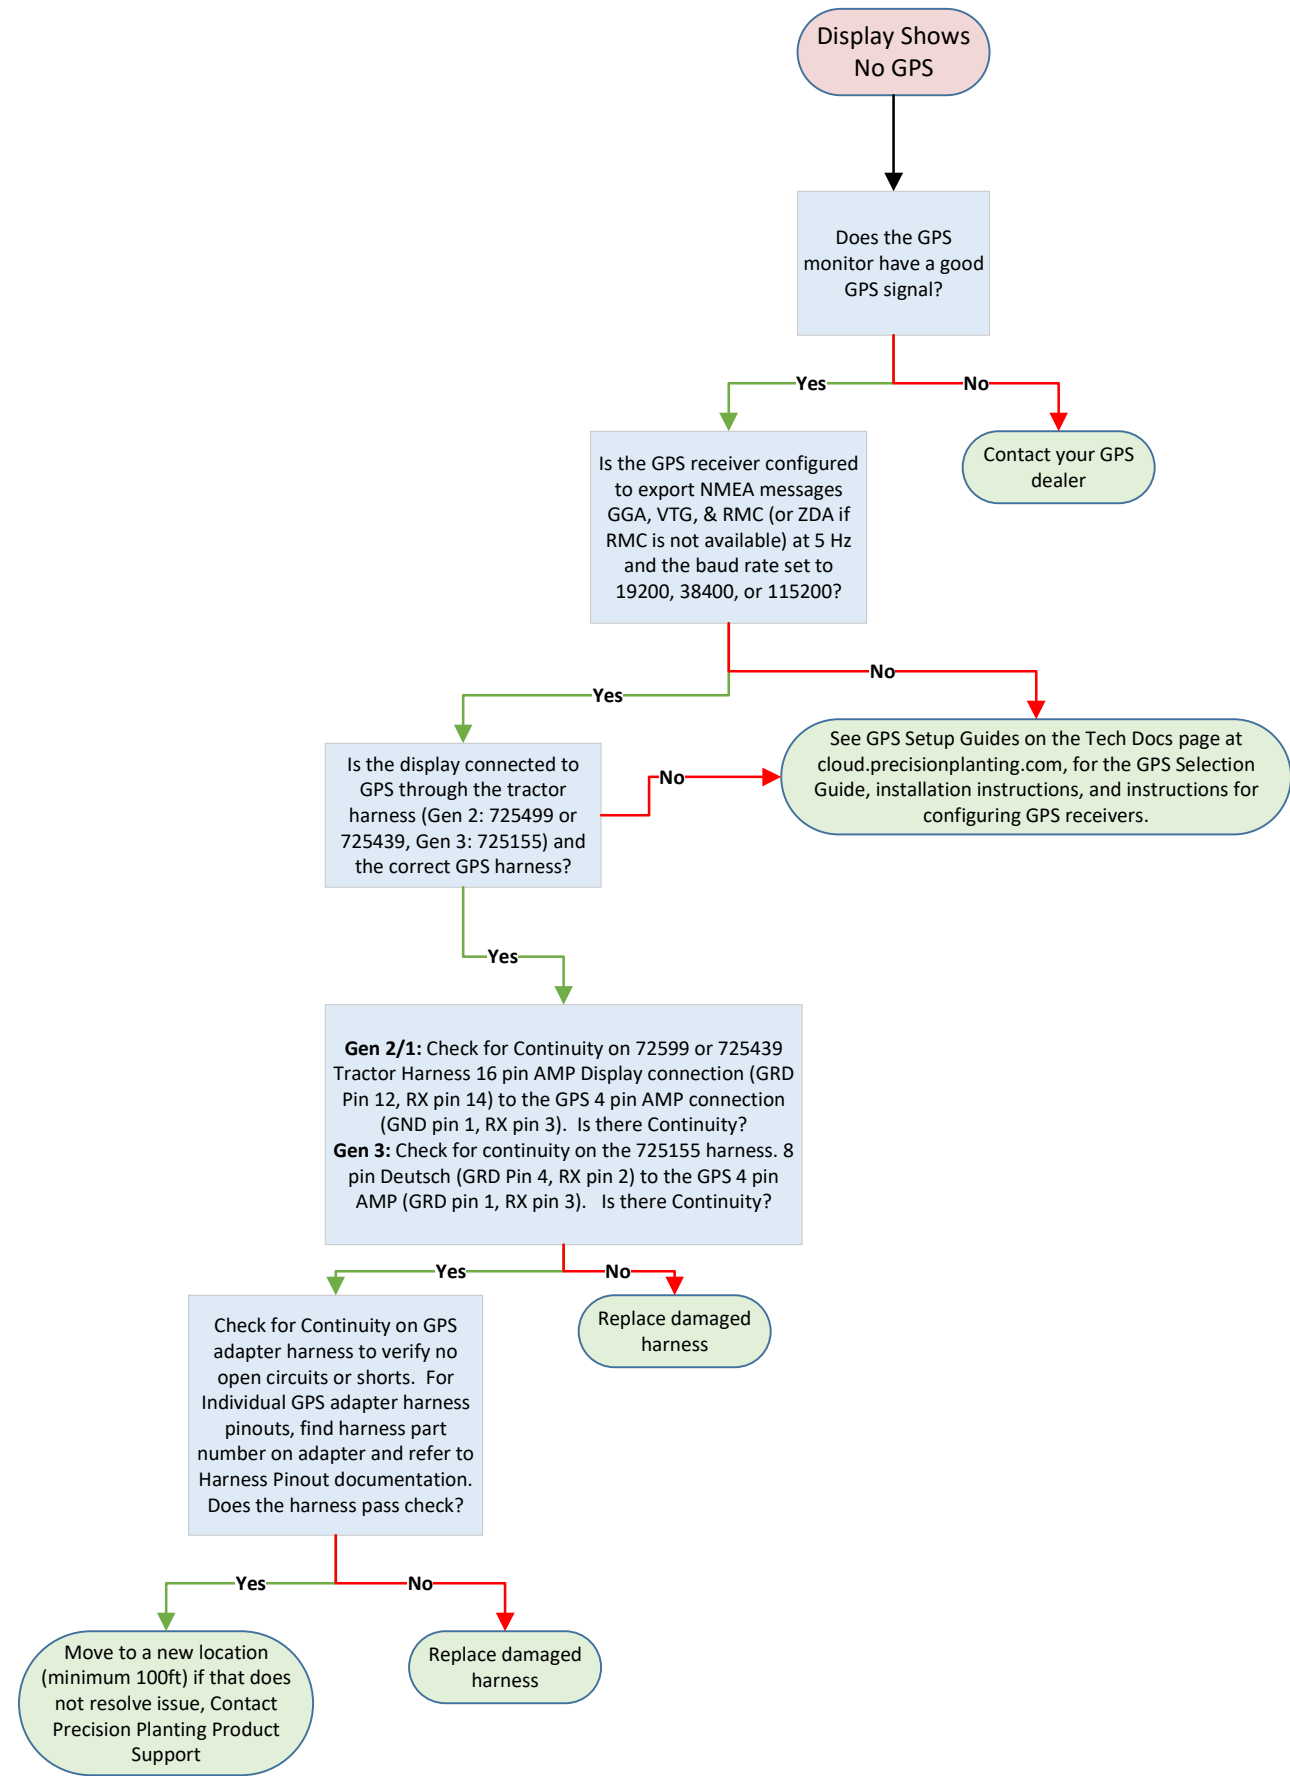 Display Shows
No GPS
Does the GPS
monitor have a good
GPS signal?
Yes
No
Contact your GPS
dealer
Is the GPS receiver configured
to export NMEA messages
GGA, VTG, & RMC (or ZDA if
RMC is not available) at 5 Hz
and the baud rate set to
19200, 38400, or 115200?
No
Yes
See GPS Setup Guides on the Tech Docs page at
cloud.precisionplanting.com, for the GPS Selection
Guide, installation instructions, and instructions for
configuring GPS receivers.
Is the display connected to
GPS through the tractor
harness (Gen 2: 725499 or
725439, Gen 3: 725155) and
the correct GPS harness?
No
Yes
Gen 2/1: Check for Continuity on 72599 or 725439
Tractor Harness 16 pin AMP Display connection (GRD
Pin 12, RX pin 14) to the GPS 4 pin AMP connection
(GND pin 1, RX pin 3).  Is there Continuity?
Gen 3: Check for continuity on the 725155 harness. 8
pin Deutsch (GRD Pin 4, RX pin 2) to the GPS 4 pin
AMP (GRD pin 1, RX pin 3).   Is there Continuity?
Yes
No
Replace damaged
harness
Check for Continuity on GPS
adapter harness to verify no
open circuits or shorts.  For
Individual GPS adapter harness
pinouts, find harness part
number on adapter and refer to
Harness Pinout documentation.
Does the harness pass check?
Yes
No
Move to a new location
(minimum 100ft) if that does
not resolve issue, Contact
Precision Planting Product
Support
Replace damaged
harness